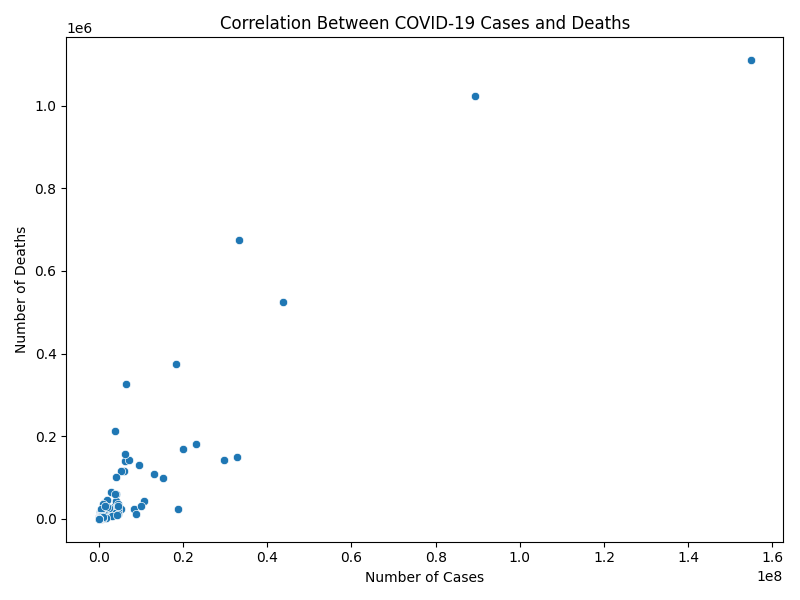 Correlation Between COVID-19 Cases and Deaths
1e6
1.0
0.8
0.6
0.4
0.2
0.0
Number of Deaths
0.0 0.2 0.4 0.6 0.8 1.0 1.2 1.4 1.6
1e8
Number of Cases